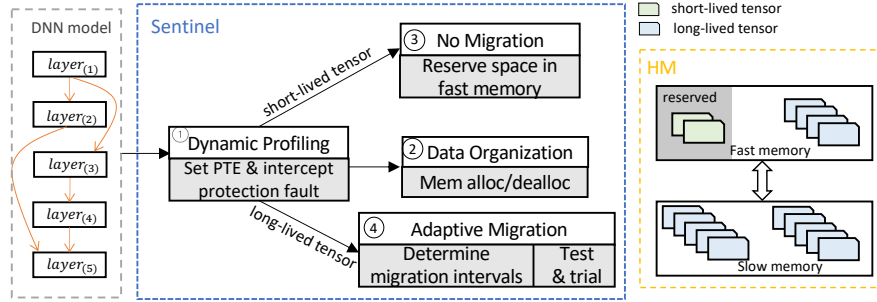 DNN model
layer(1)
layer(2)
layer(3)
layer(4)
layer(5)
Sentinel
1 Dynamic Profiling
Set PTE & intercept
protection fault
short-lived tensor
long-lived tensor
3 No Migration
Reserve space in
fast memory
2 Data Organization
Mem alloc/dealloc
4 Adaptive Migration
Determine
migration intervals
Test
& trial
short-lived tensor
long-lived tensor
HM
reserved
Fast memory
Slow memory